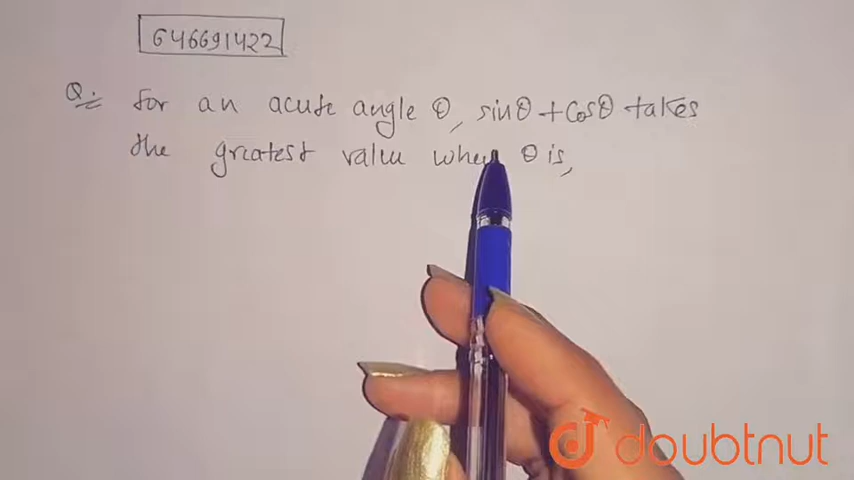 646691422
Q. for an acute angle θ, sinθ + cosθ takes
the greatest value when θ is,
doubtnut